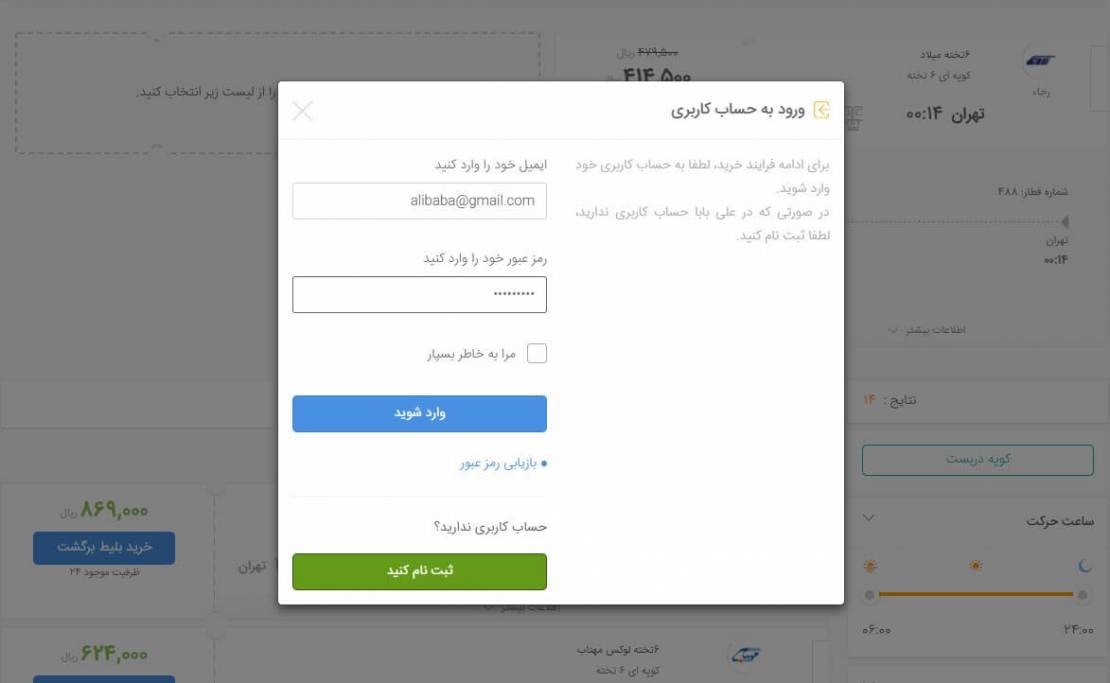 ۶تخته میلاد
کوپه ای ۶ تخته
رجاء
تهران ۰۰:۱۴
۴۷۹,۵۰۰ ریال
۴۱۴,۵۰۰
را از لیست زیر انتخاب کنید.
شماره قطار: ۴۸۸
تهران
۰۰:۱۴
اطلاعات بیشتر
ورود به حساب کاربری
برای ادامه فرایند خرید، لطفا به حساب کاربری خود
وارد شوید.
در صورتی که در علی بابا حساب کاربری ندارید،
لطفا ثبت نام کنید.
ایمیل خود را وارد کنید
alibaba@gmail.com
رمز عبور خود را وارد کنید
•••••••••
مرا به خاطر بسپار
وارد شوید
بازیابی رمز عبور
حساب کاربری ندارید؟
ثبت نام کنید
نتایج : ۱۴
کوپه دربست
ساعت حرکت
۲۴:۰۰
۰۶:۰۰
تهران
۸۶۹,۰۰۰ ریال
خرید بلیط برگشت
ظرفیت موجود ۲۴
اطلاعات بیشتر
۶تخته لوکس مهتاب
کوپه ای ۶ تخته
۶۲۴,۰۰۰ ریال